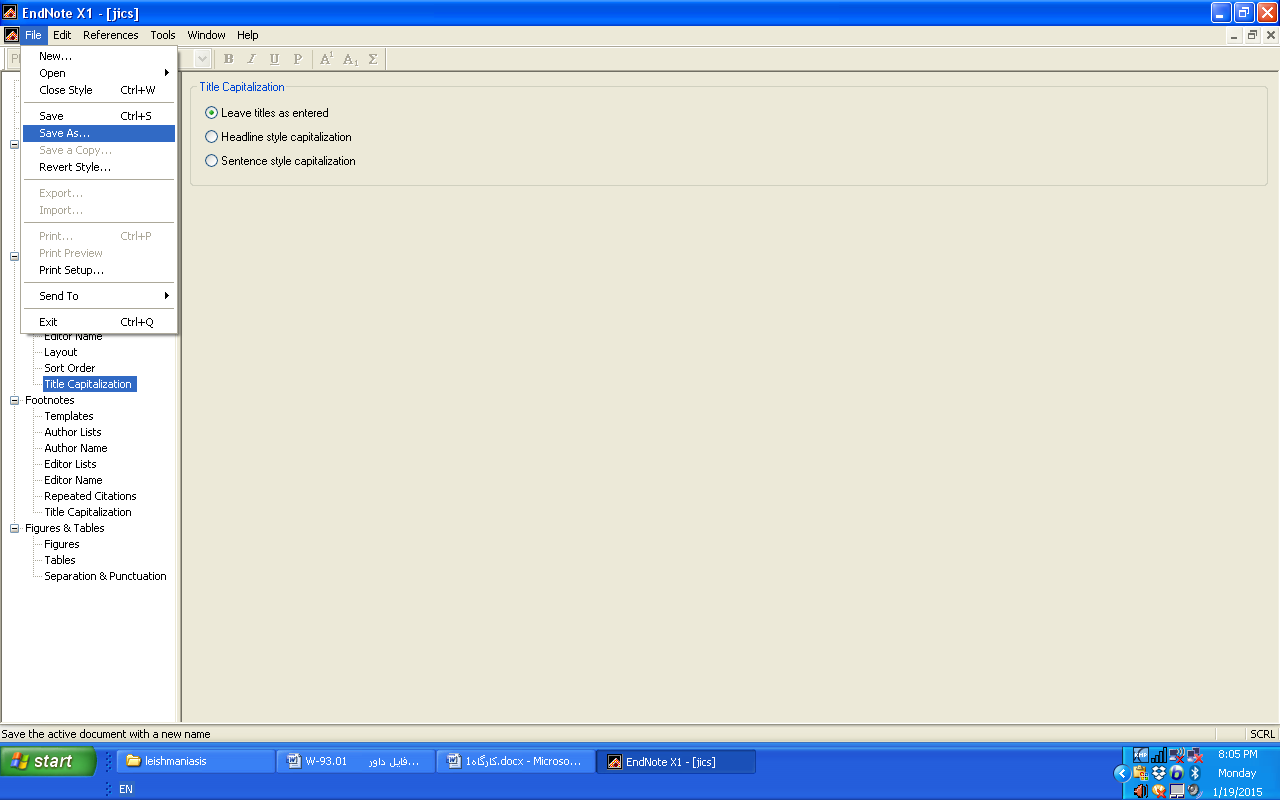 EndNote X1 - [jics]
File Edit References Tools Window Help
B I U P A¹ A₁ Σ
New...
Open
Close Style Ctrl+W
Save Ctrl+S
Save As...
Save a Copy...
Revert Style...
Export...
Import...
Print... Ctrl+P
Print Preview
Print Setup...
Send To
Exit Ctrl+Q
Editor Name
Layout
Sort Order
Title Capitalization
Footnotes
Templates
Author Lists
Author Name
Editor Lists
Editor Name
Repeated Citations
Title Capitalization
Figures & Tables
Figures
Tables
Separation & Punctuation
Title Capitalization
Leave titles as entered
Headline style capitalization
Sentence style capitalization
Save the active document with a new name
SCRL
start
leishmaniasis
W-93.01 فایل داور...
کارگاه1.docx - Microso...
EndNote X1 - [jics]
EN
8:05 PM
Monday
1/19/2015